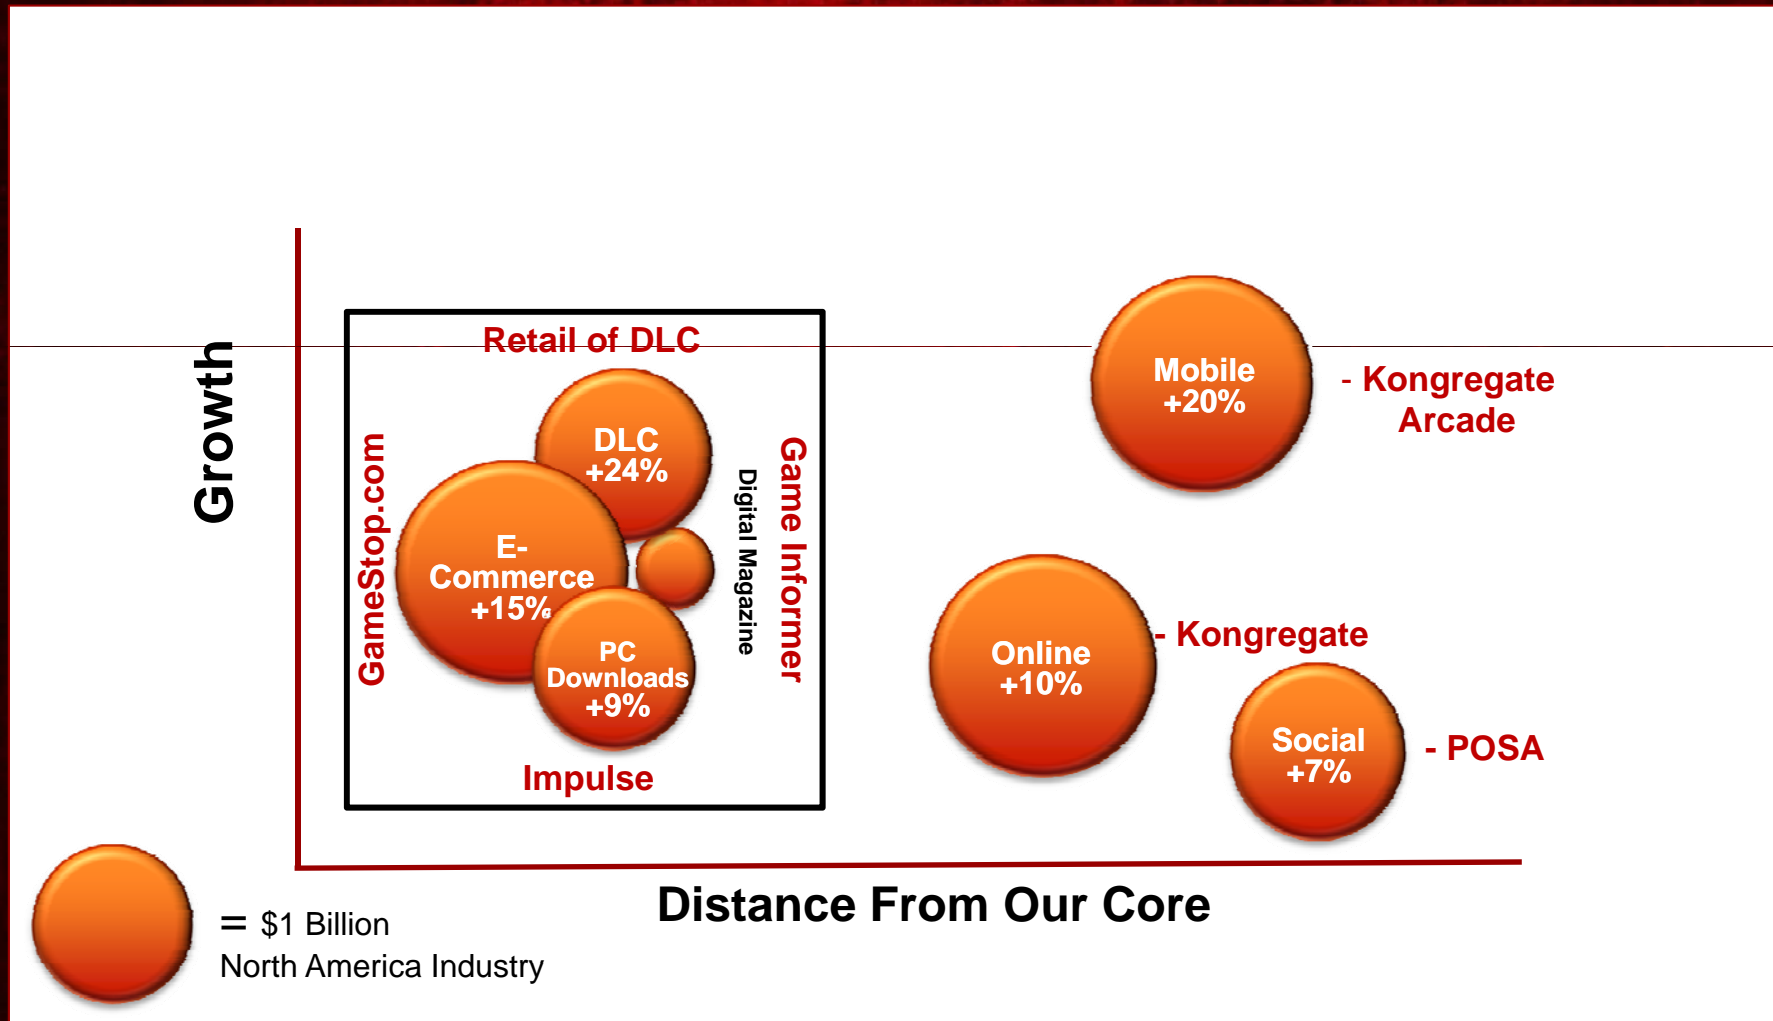 Growth
Retail of DLC
GameStop.com
DLC
+24%
E-
Commerce
+15%
PC
Downloads
+9%
Digital Magazine
Game Informer
Impulse
Mobile
+20%
- Kongregate
Arcade
Online
+10%
- Kongregate
Social
+7%
- POSA
Distance From Our Core
= $1 Billion
North America Industry